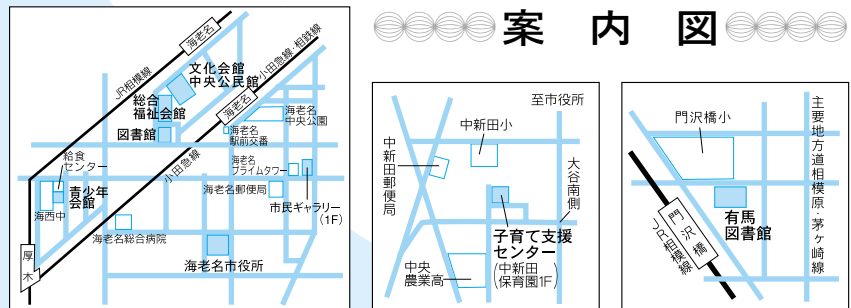 案内図
海老名
JR相模線
文化会館
中央公民館
小田急線・相鉄線
総合
福祉会館
海老名
海老名
中央公園
図書館
海老名
駅前交番
給食
センター
小田急線
海老名
プライムタワー
青少年
会館
海老名郵便局
海西中
市民ギャラリー
(1F)
海老名総合病院
厚木
海老名市役所
至市役所
中新田小
中新田郵便局
大谷南側
子育て支援
センター
(中新田
保育園1F)
中央
農業高
門沢橋小
主要地方道相模原・茅ヶ崎線
有馬
図書館
門沢橋
JR相模線